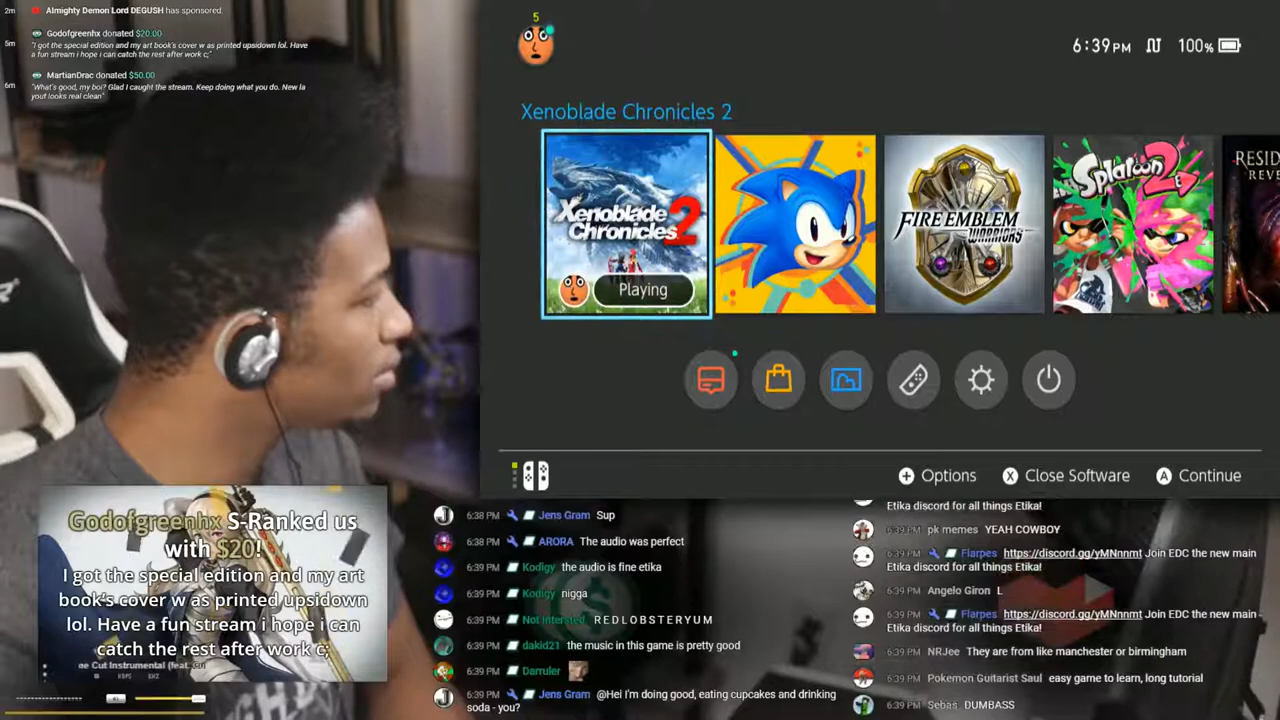 2m Almighty Demon Lord DEGUSH has sponsored.
Godofgreenhx donated $20.00
5m "I got the special edition and my art book's cover w as printed upsidown lol. Have
a fun stream i hope i can catch the rest after work c;"
MartianDrac donated $50.00
6m "What's good, my boi? Glad I caught the stream. Keep doing what you do. New la
yout looks real clean"
5
6:39PM 100%
Xenoblade Chronicles 2
Xenoblade
Chronicles 2
Playing
FIRE EMBLEM
WARRIORS
Splatoon 2
RESID
REVE
+ Options X Close Software A Continue
Godofgreenhx S-Ranked us
with $20!
I got the special edition and my art
book's cover w as printed upsidown
lol. Have a fun stream i hope i can
catch the rest after work c;
ee Cut Instrumental (feat.
KBPS KHZ
6:38 PM Jens Gram Sup
6:38 PM ARORA The audio was perfect
6:39 PM Kodigy the audio is fine etika
6:39 PM Kodigy nigga
6:39 PM Not Intersted R E D L O B S T E R Y U M
6:39 PM dakid21 the music in this game is pretty good
6:39 PM Darruler
6:39 PM Jens Gram @Hei I'm doing good, eating cupcakes and drinking
soda - you?
Etika discord for all things Etika!
6:39 PM pk memes YEAH COWBOY
6:39 PM Flarpes https://discord.gg/yMNnnmt Join EDC the new main
Etika discord for all things Etika!
6:39 PM Angelo Giron L
6:39 PM Flarpes https://discord.gg/yMNnnmt Join EDC the new main
Etika discord for all things Etika!
6:39 PM NRJee They are from like manchester or birmingham
6:39 PM Pokemon Guitarist Saul easy game to learn, long tutorial
6:39 PM Sebas DUMBASS